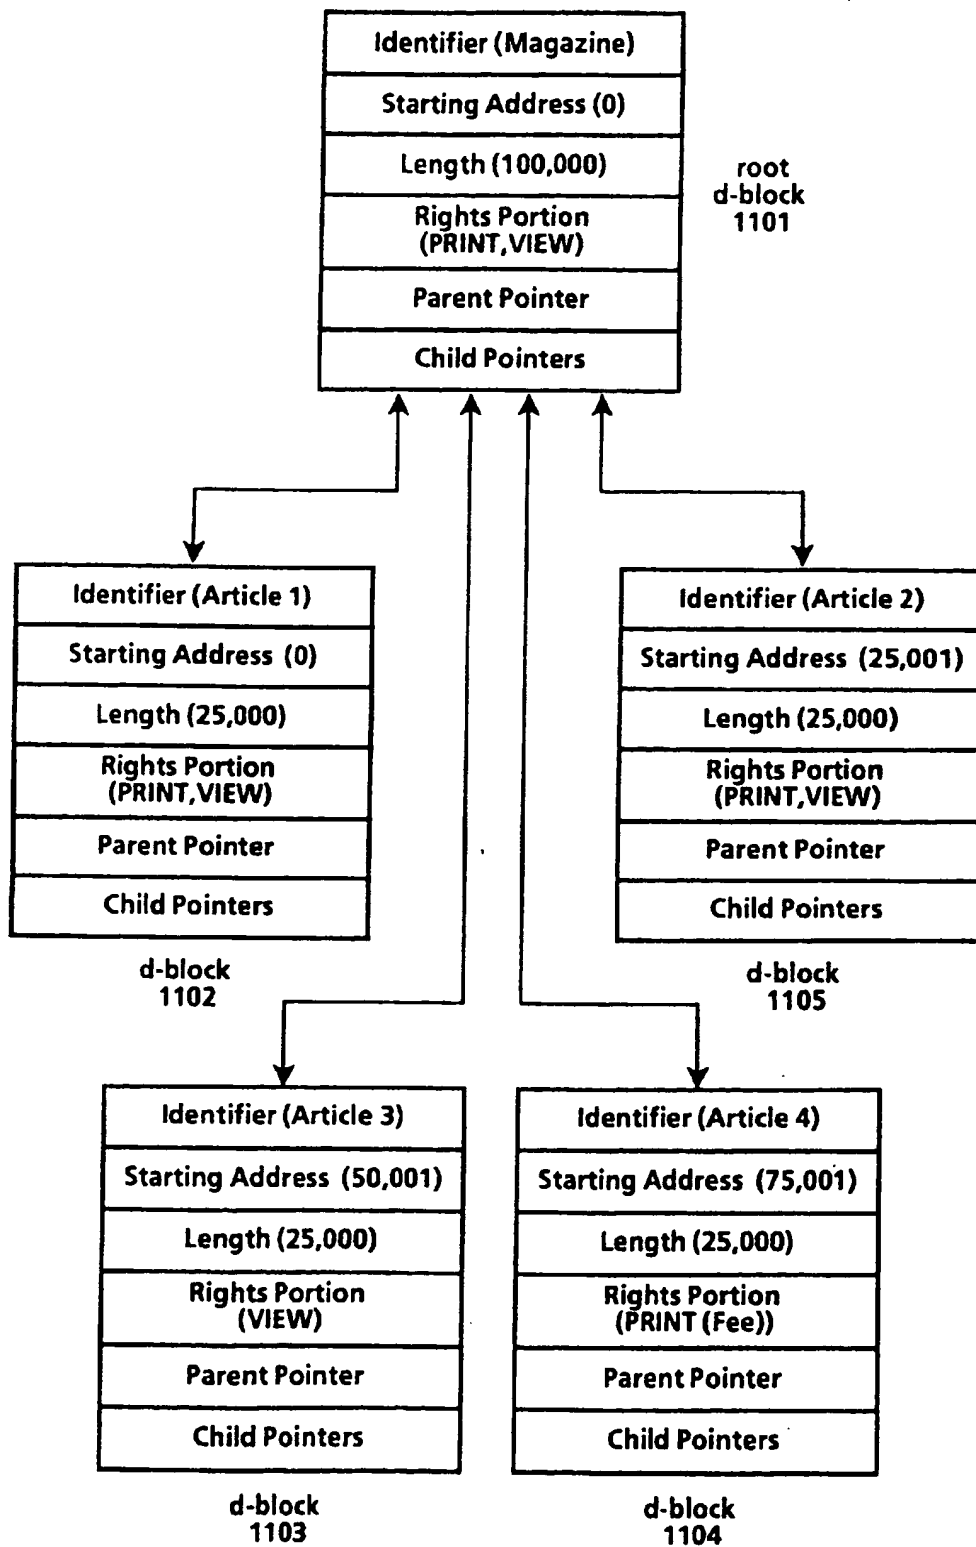 Identifier (Magazine)
Starting Address (0)
Length (100,000)
Rights Portion
(PRINT,VIEW)
Parent Pointer
Child Pointers
root
d-block
1101
Identifier (Article 1)
Starting Address (0)
Length (25,000)
Rights Portion
(PRINT,VIEW)
Parent Pointer
Child Pointers
d-block
1102
Identifier (Article 2)
Starting Address (25,001)
Length (25,000)
Rights Portion
(PRINT,VIEW)
Parent Pointer
Child Pointers
d-block
1105
Identifier (Article 3)
Starting Address (50,001)
Length (25,000)
Rights Portion
(VIEW)
Parent Pointer
Child Pointers
d-block
1103
Identifier (Article 4)
Starting Address (75,001)
Length (25,000)
Rights Portion
(PRINT (Fee))
Parent Pointer
Child Pointers
d-block
1104